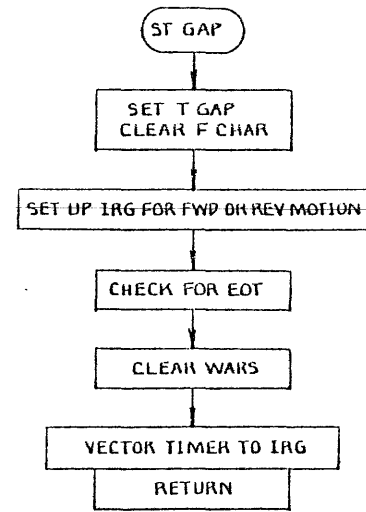 ST GAP
SET T GAP
CLEAR F CHAR
SET UP IRG FOR FWD OR REV MOTION
CHECK FOR EOT
CLEAR WARS
VECTOR TIMER TO IRG
RETURN